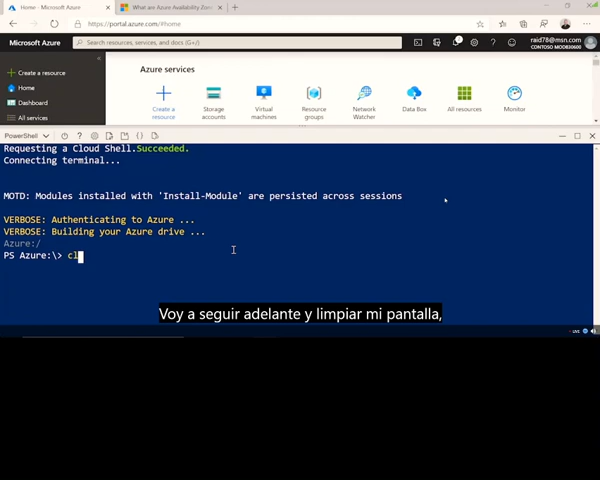 Home - Microsoft Azure
What are Azure Availability Zon
https://portal.azure.com/#home
Microsoft Azure
Search resources, services, and docs (G+/)
raid78@msn.com
Create a resource
Home
Dashboard
All services
Azure services
Create a resource
Storage accounts
Virtual machines
Resource groups
Network Watcher
Data Box
All resources
Monitor
PowerShell
Requesting a Cloud Shell.Succeeded.
Connecting terminal...
MOTD: Modules installed with 'Install-Module' are persisted across sessions
VERBOSE: Authenticating to Azure ...
VERBOSE: Building your Azure drive ...
Azure:/
PS Azure:\> cl
Voy a seguir adelante y limpiar mi pantalla,
LIVE